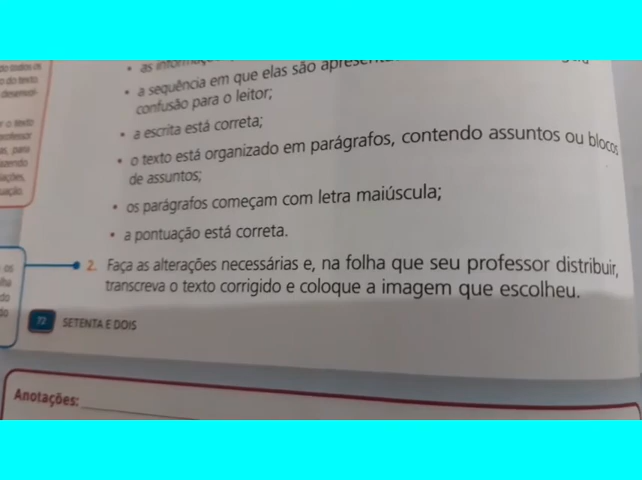 • as
• a sequência em que elas são
confusão para o leitor;
• a escrita está correta;
• o texto está organizado em parágrafos, contendo assuntos ou blocos
de assuntos;
• os parágrafos começam com letra maiúscula;
• a pontuação está correta.
2. Faça as alterações necessárias e, na folha que seu professor distribuir,
transcreva o texto corrigido e coloque a imagem que escolheu.
72 SETENTA E DOIS
Anotações: